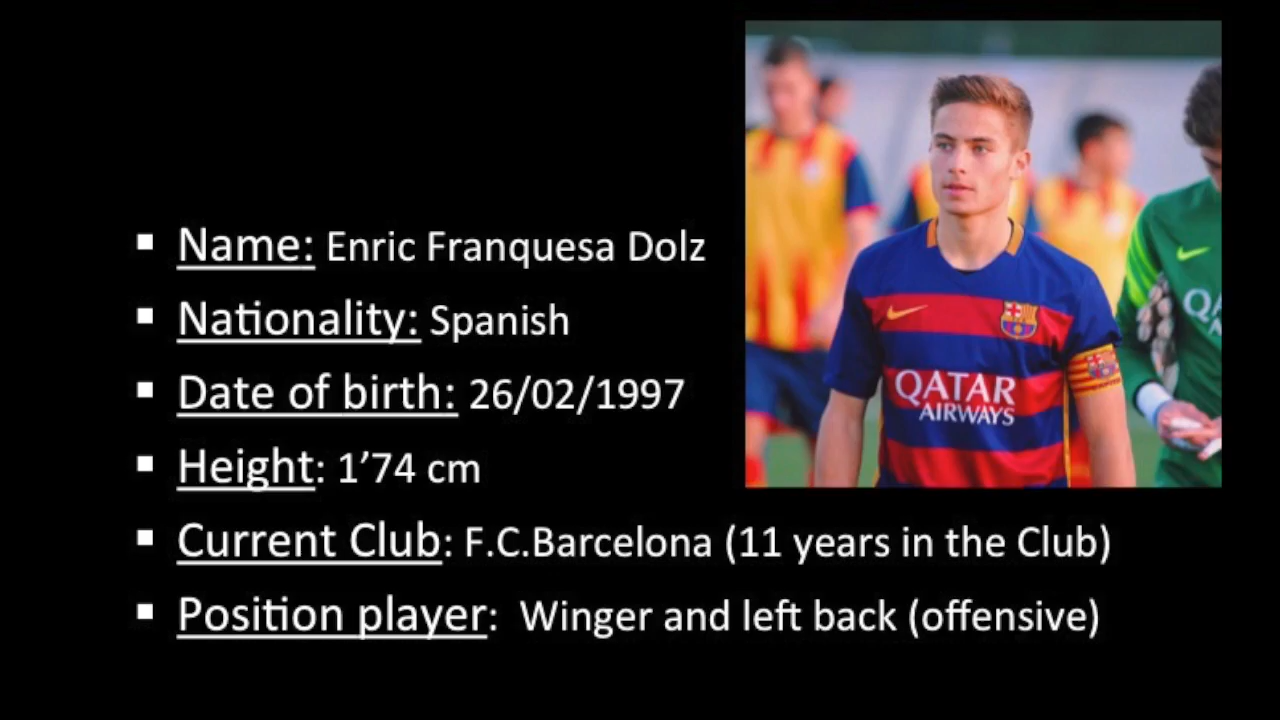 Name: Enric Franquesa Dolz
Nationality: Spanish
Date of birth: 26/02/1997
Height: 1’74 cm
Current Club: F.C.Barcelona (11 years in the Club)
Position player: Winger and left back (offensive)
QATAR
AIRWAYS